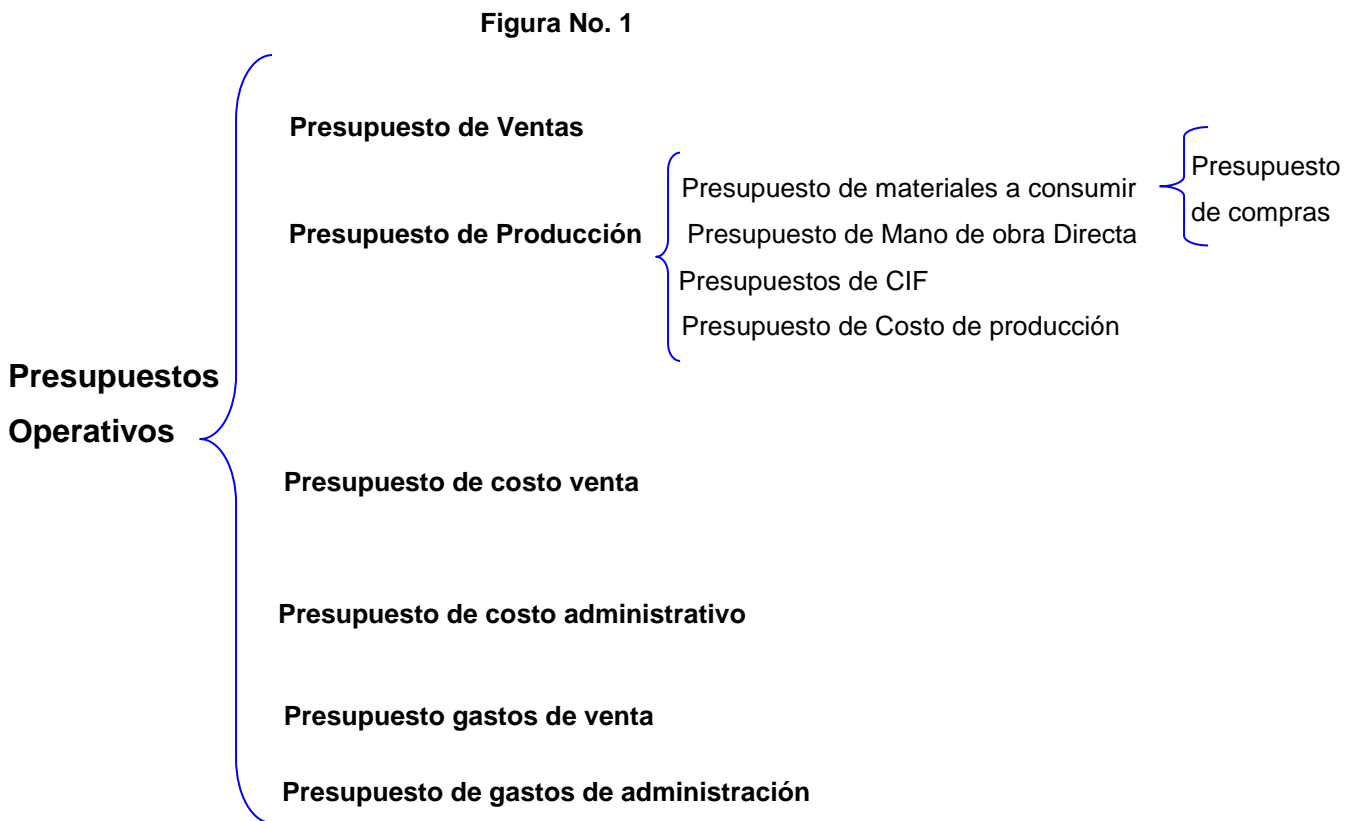 Figura No. 1
Presupuestos
Operativos
Presupuesto de Ventas
Presupuesto de Producción
Presupuesto de materiales a consumir
Presupuesto
de compras
Presupuesto de Mano de obra Directa
Presupuestos de CIF
Presupuesto de Costo de producción
Presupuesto de costo venta
Presupuesto de costo administrativo
Presupuesto gastos de venta
Presupuesto de gastos de administración